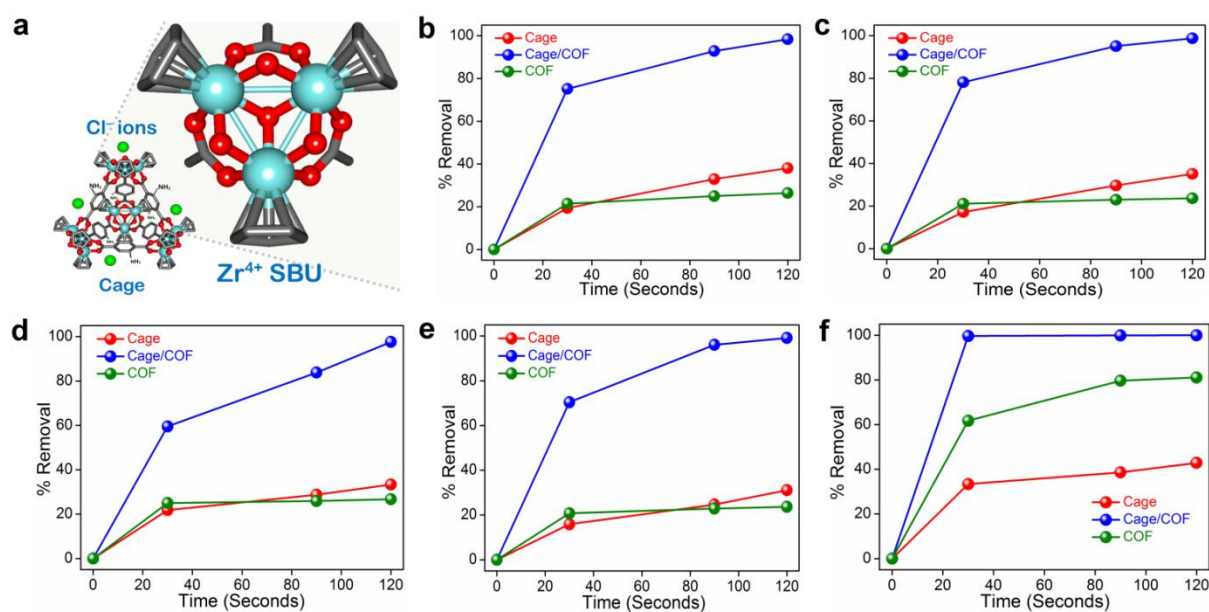 a
Cl⁻ ions
NH₂
NH₂
NH₂
NH₂
Cage
Zr⁴⁺ SBU
b
Cage
Cage/COF
COF
% Removal
100
80
60
40
20
0
0 20 40 60 80 100 120
Time (Seconds)
c
Cage
Cage/COF
COF
% Removal
100
80
60
40
20
0
0 20 40 60 80 100 120
Time (Seconds)
d
Cage
Cage/COF
COF
% Removal
100
80
60
40
20
0
0 20 40 60 80 100 120
Time (Seconds)
e
Cage
Cage/COF
COF
% Removal
100
80
60
40
20
0
0 20 40 60 80 100 120
Time (Seconds)
f
Cage
Cage/COF
COF
% Removal
100
80
60
40
20
0
0 20 40 60 80 100 120
Time (Seconds)